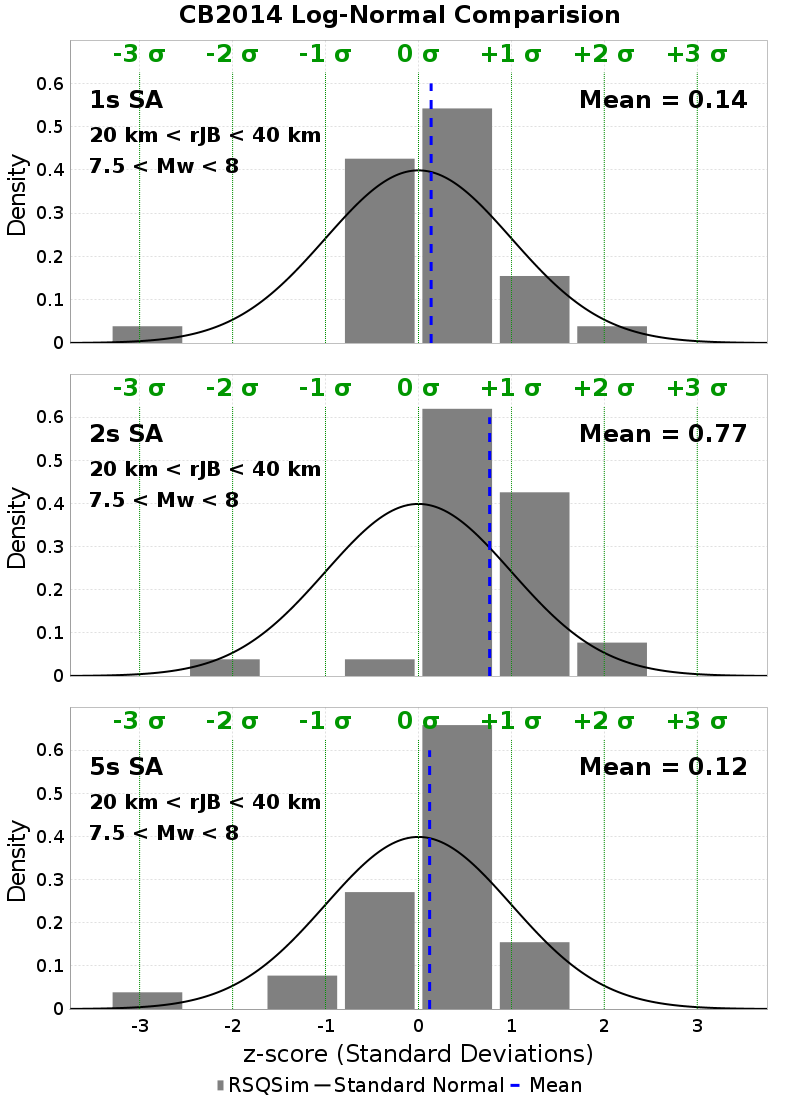 CB2014 Log-Normal Comparision
-3 σ -2 σ -1 σ 0 σ +1 σ +2 σ +3 σ
0.6
1s SA Mean = 0.14
0.5
20 km < rJB < 40 km
0.4
7.5 < Mw < 8
0.3
0.2
0.1
0
Density
-3 σ -2 σ -1 σ 0 σ +1 σ +2 σ +3 σ
0.6
2s SA Mean = 0.77
0.5
20 km < rJB < 40 km
0.4
7.5 < Mw < 8
0.3
0.2
0.1
0
Density
-3 σ -2 σ -1 σ 0 σ +1 σ +2 σ +3 σ
0.6
5s SA Mean = 0.12
0.5
20 km < rJB < 40 km
0.4
7.5 < Mw < 8
0.3
0.2
0.1
0
Density
-3 -2 -1 0 1 2 3
z-score (Standard Deviations)
RSQSim Standard Normal Mean